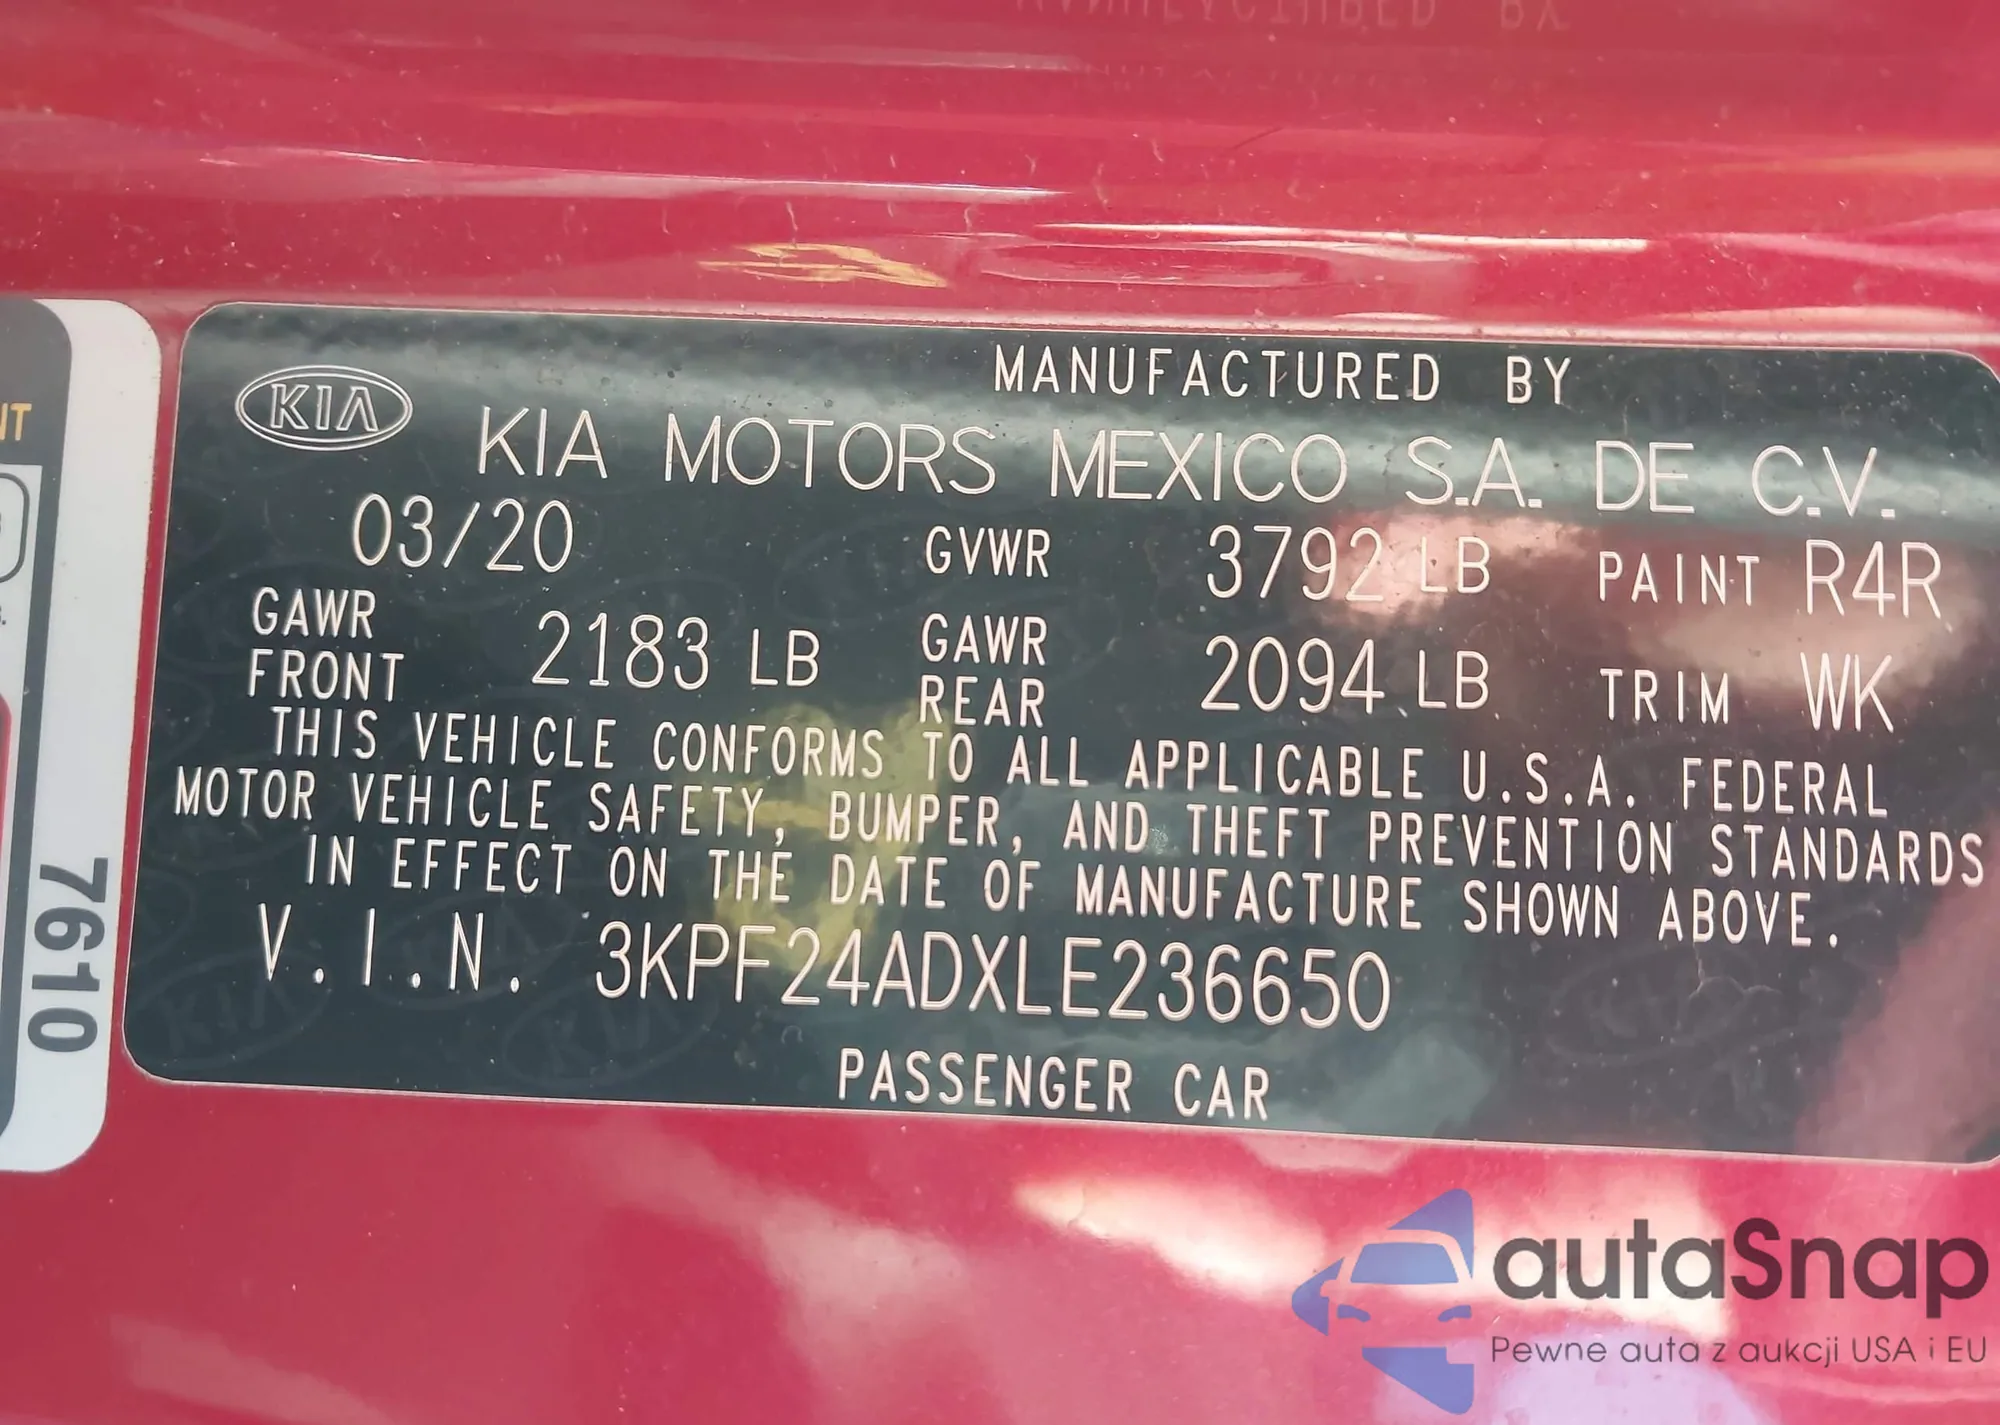 MANUFACTURED BY
KIA KIA MOTORS MEXICO S.A. DE C.V.
03/20 GVWR 3792 LB PAINT R4R
GAWR FRONT 2183 LB GAWR REAR 2094 LB TRIM WK
THIS VEHICLE CONFORMS TO ALL APPLICABLE U.S.A. FEDERAL
MOTOR VEHICLE SAFETY, BUMPER, AND THEFT PREVENTION STANDARDS
IN EFFECT ON THE DATE OF MANUFACTURE SHOWN ABOVE.
V.I.N. 3KPF24ADXLE236650
PASSENGER CAR
7610
autaSnap
Pewne auta z aukcji USA i EU